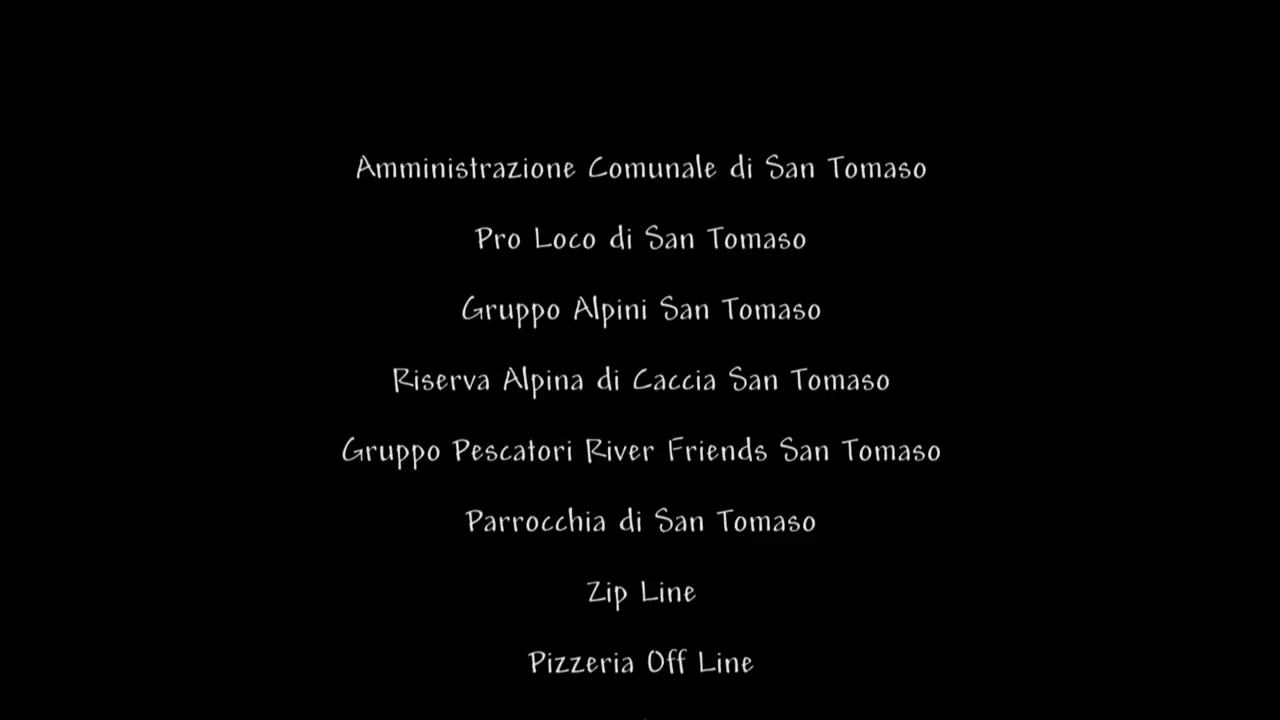 Amministrazione Comunale di San Tomaso
Pro Loco di San Tomaso
Gruppo Alpini San Tomaso
Riserva Alpina di Caccia San Tomaso
Gruppo Pescatori River Friends San Tomaso
Parrocchia di San Tomaso
Zip Line
Pizzeria Off Line